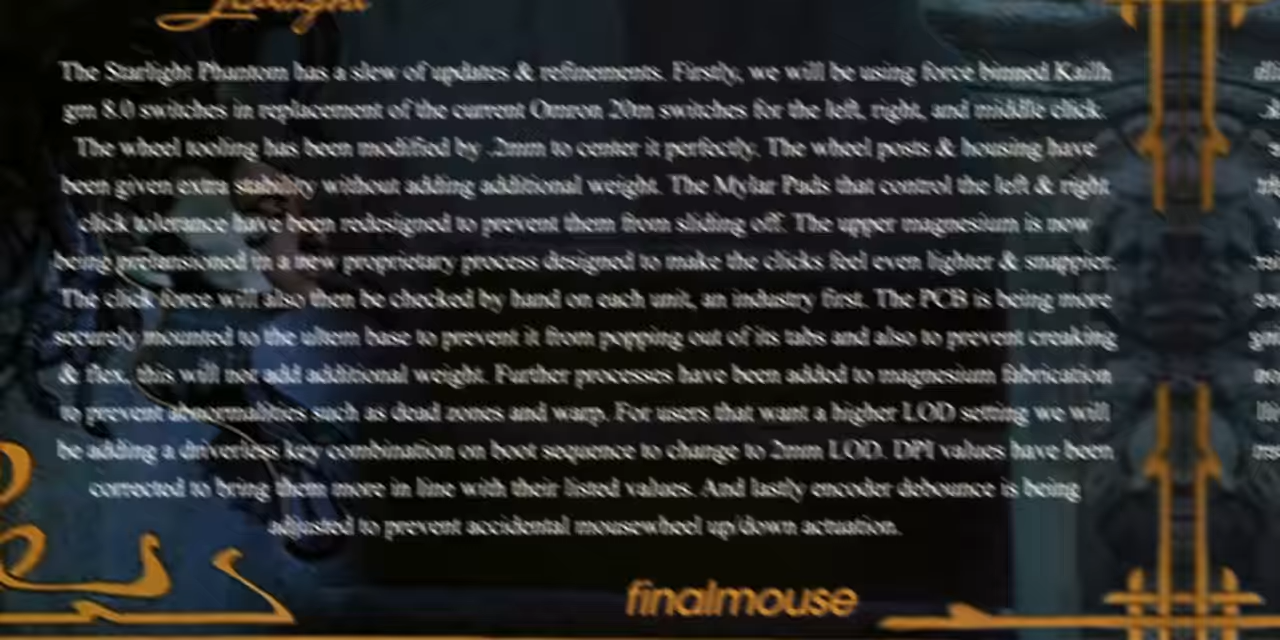 The Starlight Phantom has a slew of updates & refinements. Firstly, we will be using force binned Kailh
gm 8.0 switches in replacement of the current Omron 20m switches for the left, right, and middle click.
The wheel tooling has been modified by .2mm to center it perfectly. The wheel posts & housing have
been given extra stability without adding additional weight. The Mylar Pads that control the left & right
click tolerance have been redesigned to prevent them from sliding off. The upper magnesium is now
being pretansioned in a new proprietary process designed to make the clicks feel even lighter & snappier.
The click force will also then be checked by hand on each unit, an industry first. The PCB is being more
securely mounted to the ultem base to prevent it from popping out of its tabs and also to prevent creaking
& flex, this will not add additional weight. Further processes have been added to magnesium fabrication
to prevent abnormalities such as dead zones and warp. For users that want a higher LOD setting we will
be adding a driverless key combination on boot sequence to change to 2mm LOD. DPI values have been
corrected to bring them more in line with their listed values. And lastly encoder debounce is being
adjusted to prevent accidental mousewheel up/down actuation.
finalmouse